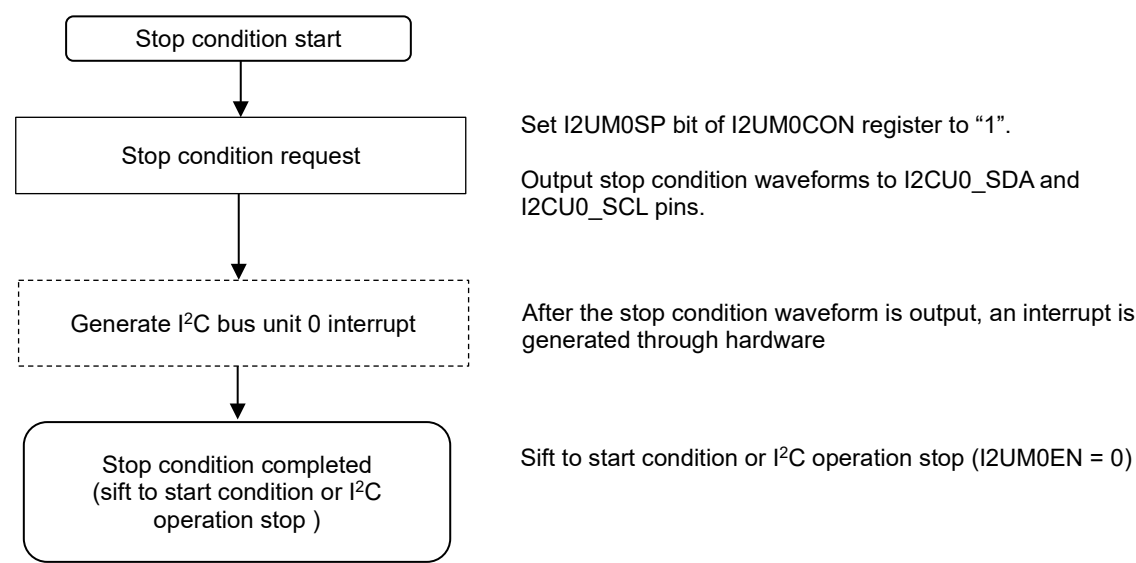 Stop condition start
Stop condition request
Set I2UM0SP bit of I2UM0CON register to “1”.
Output stop condition waveforms to I2CU0_SDA and
I2CU0_SCL pins.
Generate I²C bus unit 0 interrupt
After the stop condition waveform is output, an interrupt is
generated through hardware
Stop condition completed
(sift to start condition or I²C
operation stop )
Sift to start condition or I²C operation stop (I2UM0EN = 0)